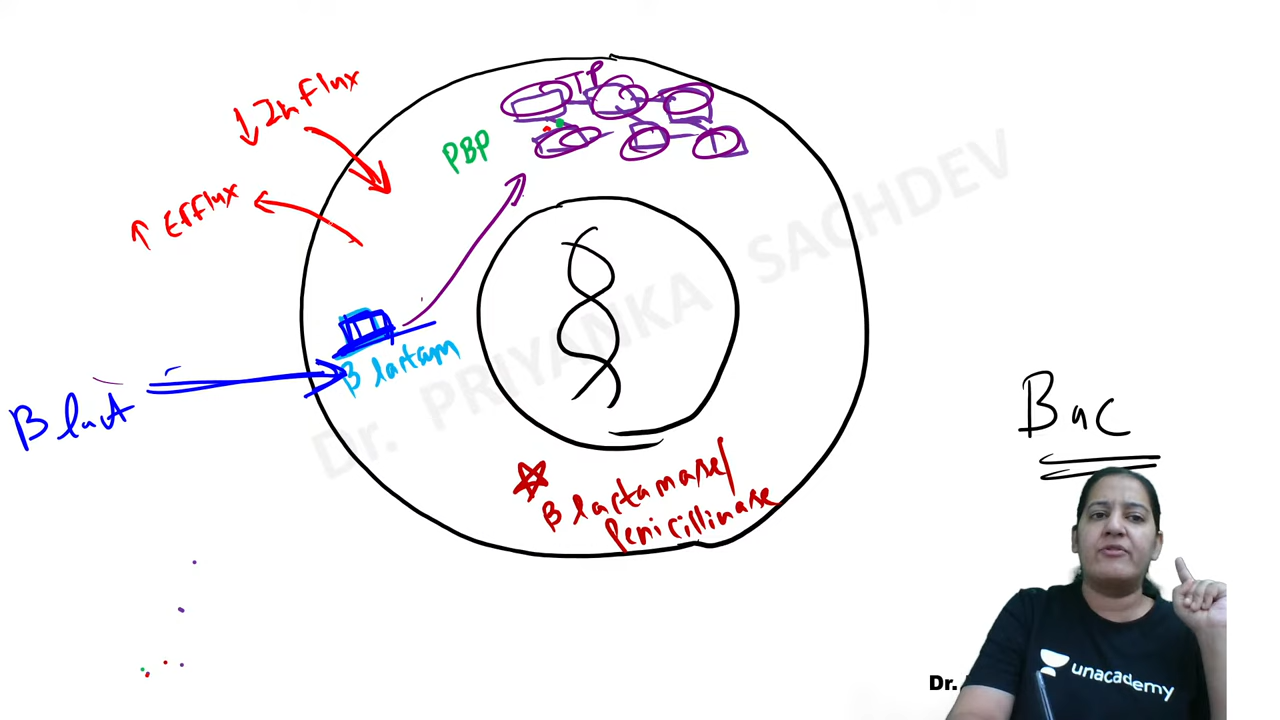 TP
↓ Influx
PBP
↑ Efflux
B lactam
B lact
Bac
B lactamase/
Penicillinase
Dr. PRIYANKA SACHDEV
unacademy
Dr.